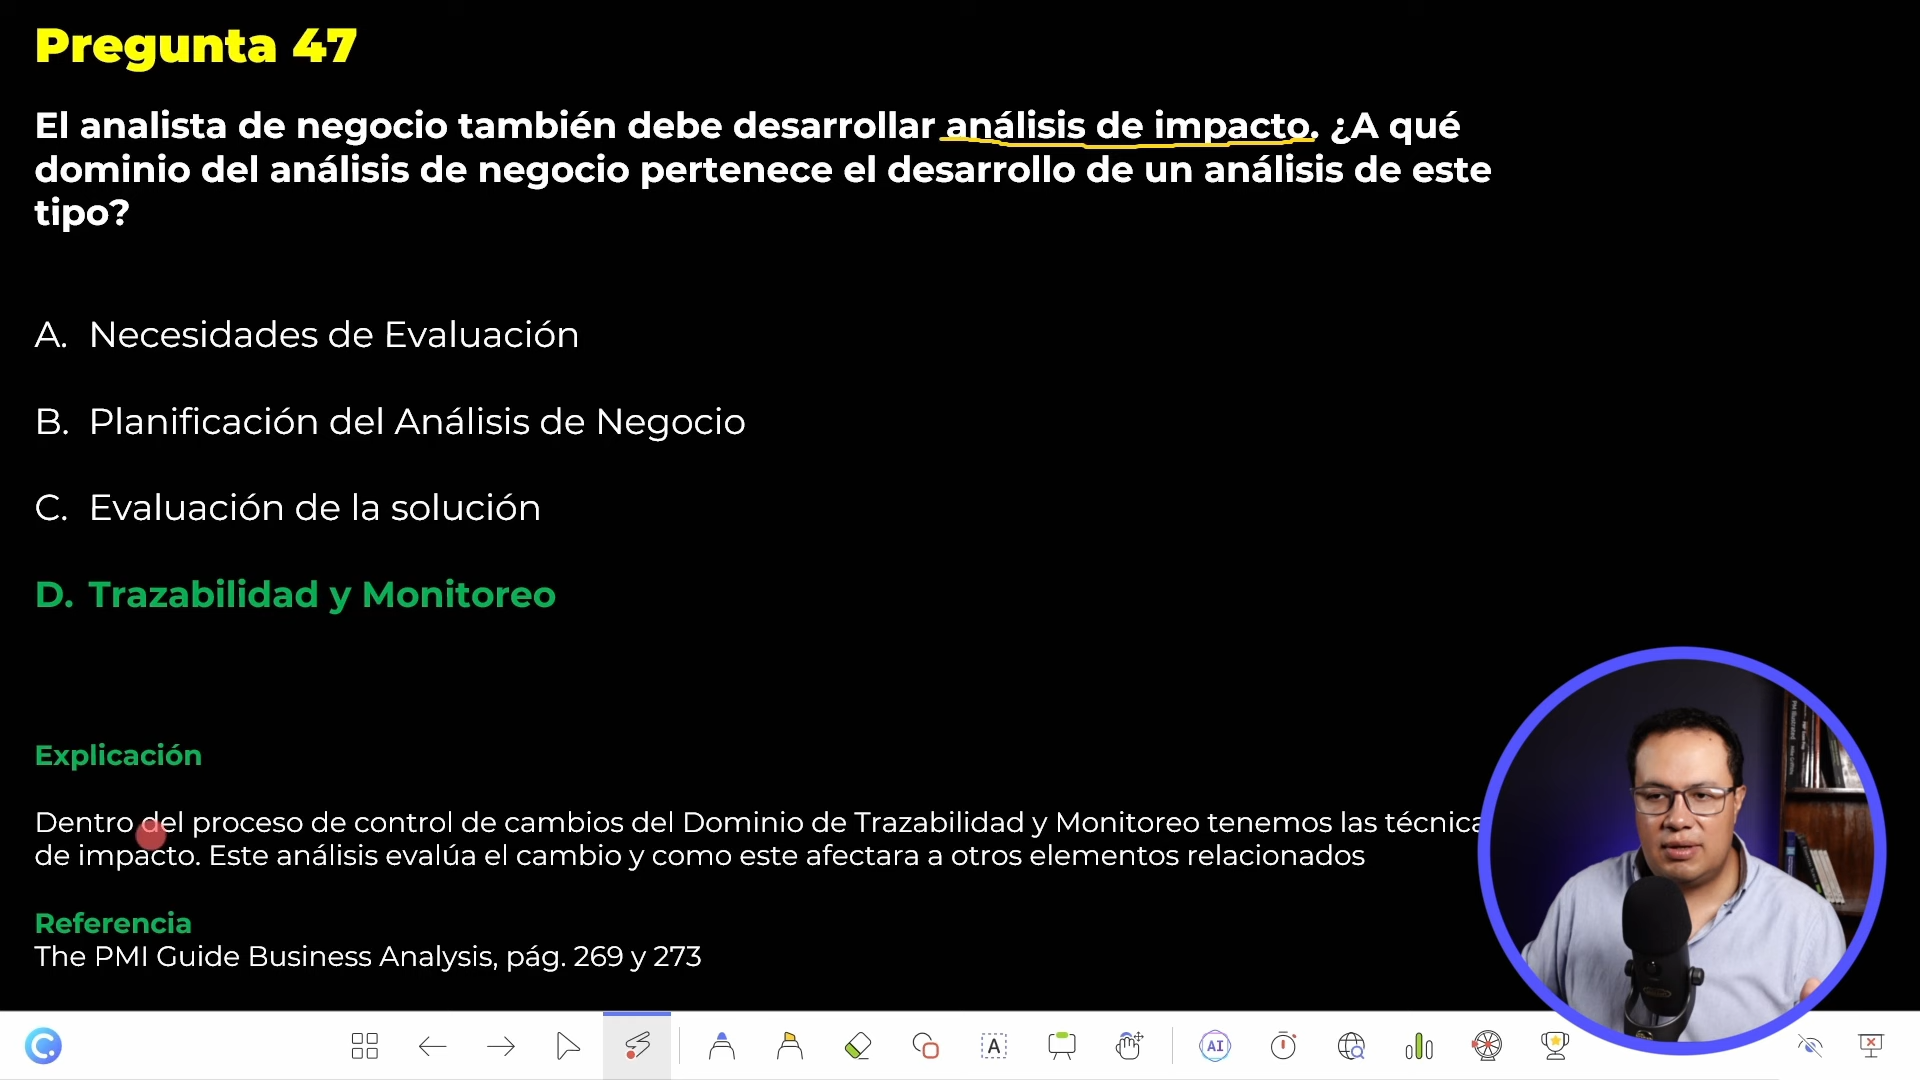 Pregunta 47
El analista de negocio también debe desarrollar análisis de impacto. ¿A qué
dominio del análisis de negocio pertenece el desarrollo de un análisis de este
tipo?
A. Necesidades de Evaluación
B. Planificación del Análisis de Negocio
C. Evaluación de la solución
D. Trazabilidad y Monitoreo
Explicación
Dentro del proceso de control de cambios del Dominio de Trazabilidad y Monitoreo tenemos las
de impacto. Este análisis evalúa el cambio y como este afectara a otros elementos relacionados
Referencia
The PMI Guide Business Analysis, pág. 269 y 273
A
AI